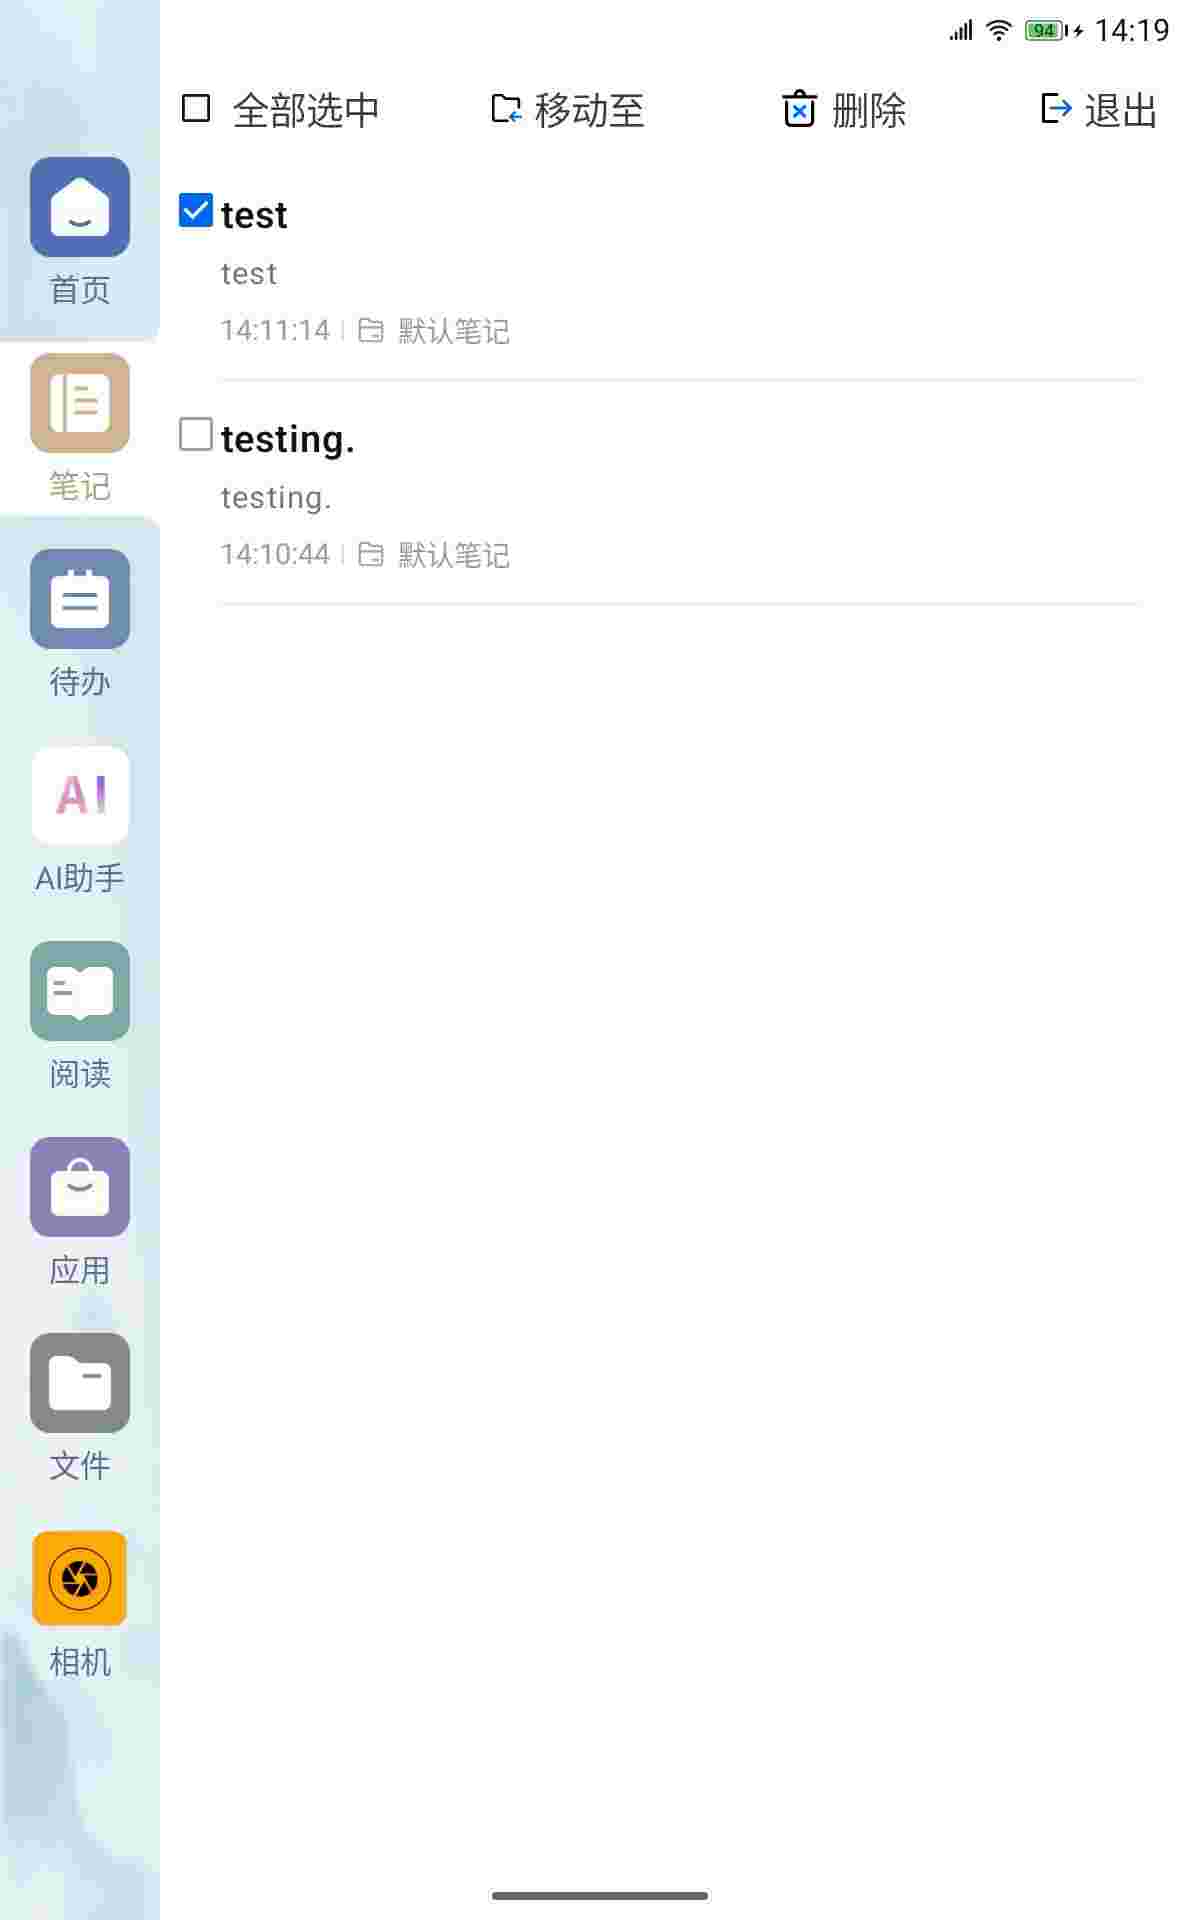 94 14:19
全部选中 移动至 删除 退出
test
test
14:11:14 默认笔记
testing.
testing.
14:10:44 默认笔记
首页
笔记
待办
AI
AI助手
阅读
应用
文件
相机